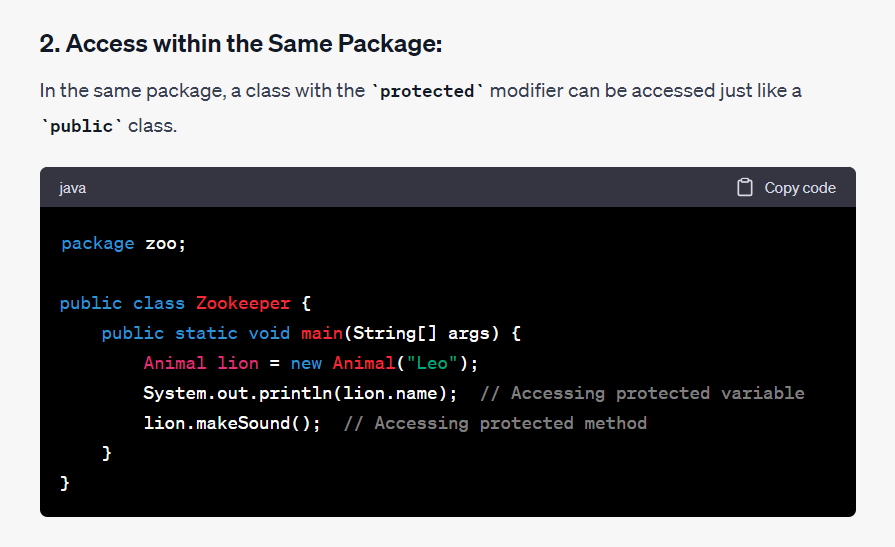 2. Access within the Same Package:
In the same package, a class with the `protected` modifier can be accessed just like a
`public` class.
java
Copy code
package zoo;
public class Zookeeper {
    public static void main(String[] args) {
        Animal lion = new Animal("Leo");
        System.out.println(lion.name);  // Accessing protected variable
        lion.makeSound();  // Accessing protected method
    }
}